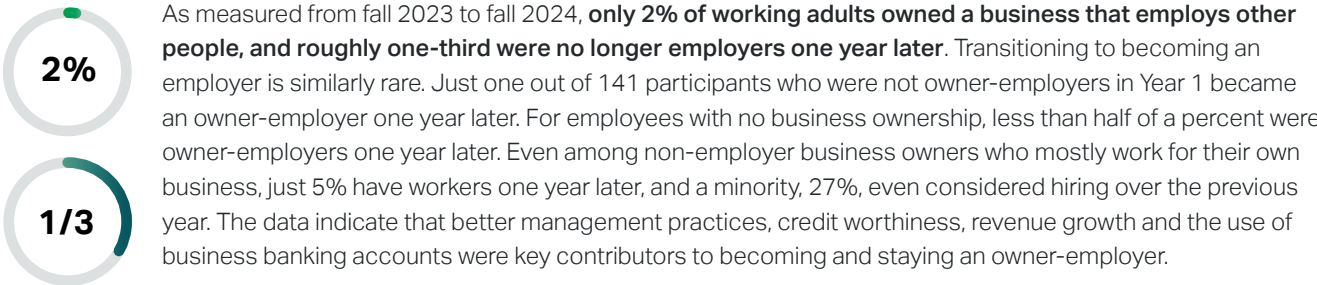 2%
As measured from fall 2023 to fall 2024, only 2% of working adults owned a business that employs other
people, and roughly one-third were no longer employers one year later. Transitioning to becoming an
employer is similarly rare. Just one out of 141 participants who were not owner-employers in Year 1 became
an owner-employer one year later. For employees with no business ownership, less than half of a percent were
owner-employers one year later. Even among non-employer business owners who mostly work for their own
business, just 5% have workers one year later, and a minority, 27%, even considered hiring over the previous
year. The data indicate that better management practices, credit worthiness, revenue growth and the use of
business banking accounts were key contributors to becoming and staying an owner-employer.
1/3